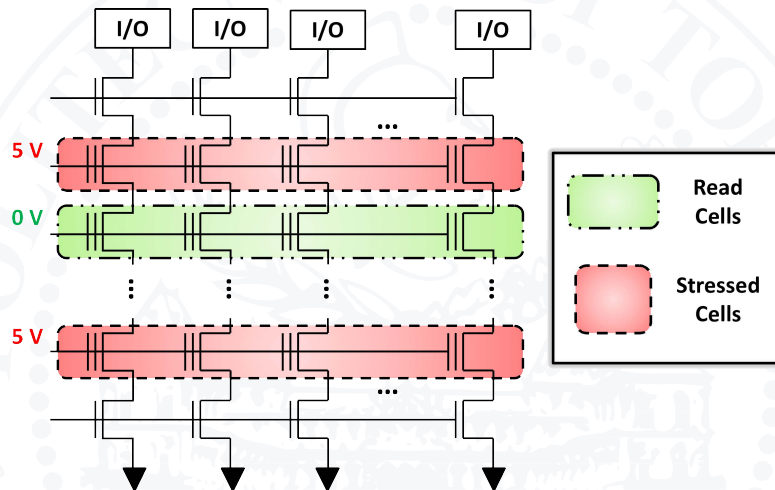 I/O I/O I/O I/O
...
5 V
0 V
5 V
...
Read
Cells
Stressed
Cells